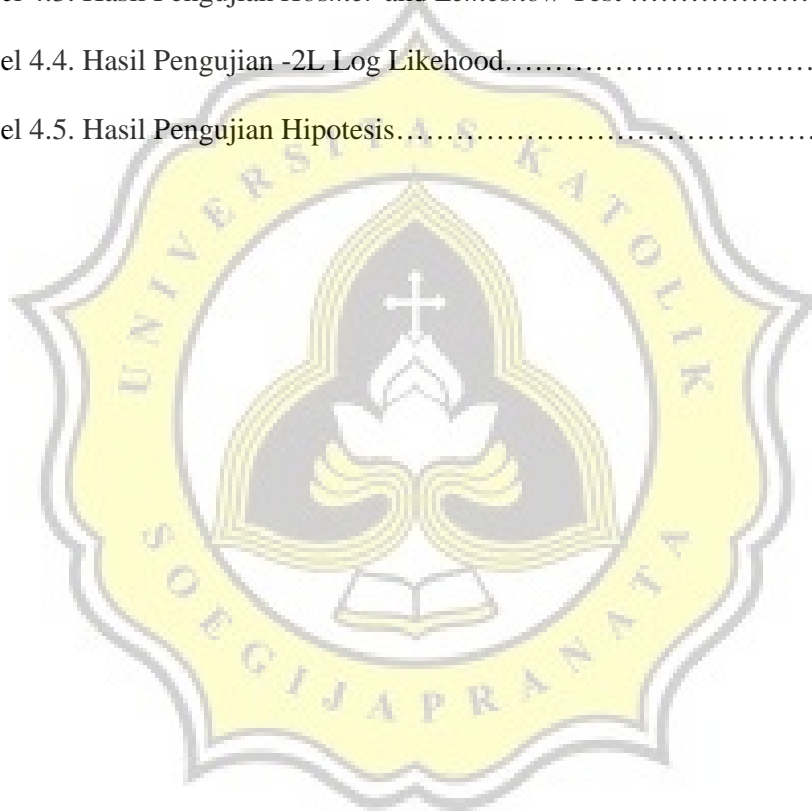 el 4.4. Hasil Pengujian -2L Log Likehood……………………………
el 4.5. Hasil Pengujian Hipotesis……………………………………
UNIVERSITAS KATOLIK
SOEGIJAPRANATA